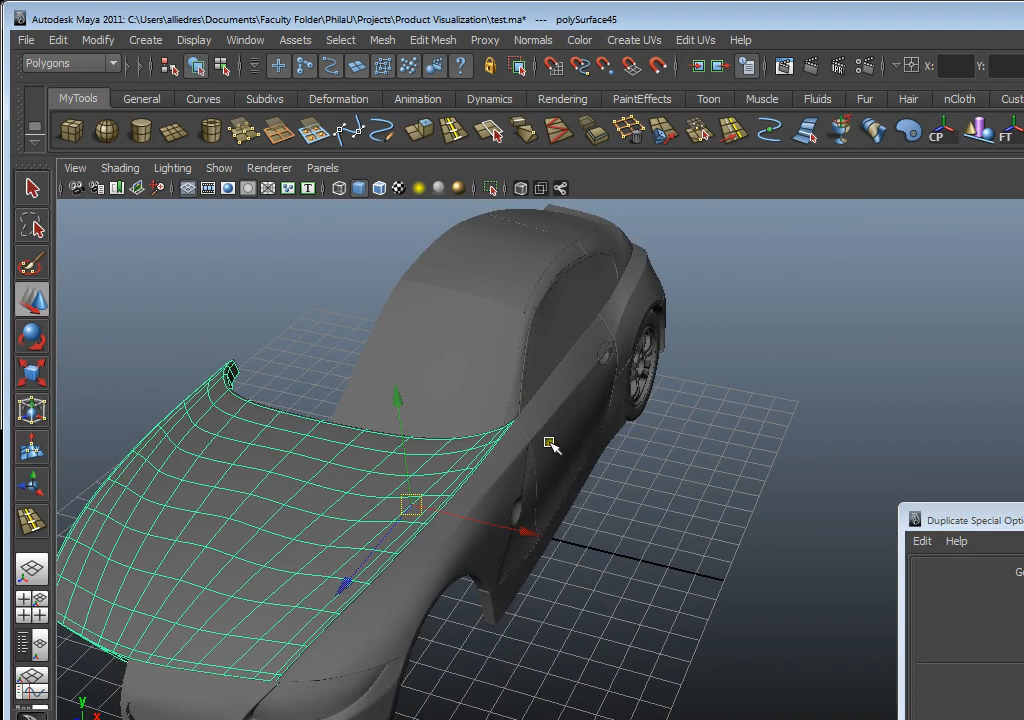 Autodesk Maya 2011: C:\Users\alliedres\Documents\Faculty Folder\PhilaU\Projects\Product Visualization\test.ma* --- polySurface45
File Edit Modify Create Display Window Assets Select Mesh Edit Mesh Proxy Normals Color Create UVs Edit UVs Help
Polygons X: Y:
MyTools General Curves Subdivs Deformation Animation Dynamics Rendering PaintEffects Toon Muscle Fluids Fur Hair nCloth Cust
CP FT
View Shading Lighting Show Renderer Panels
Duplicate Special Opti
Edit Help
Ge
y
x